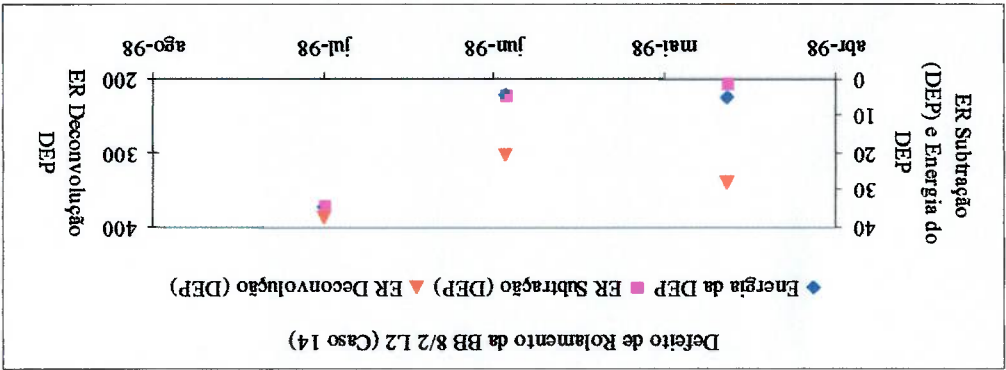 Defeito de Rolamento da BB 8/2 L2 (Caso 14)
Energia da DEP ER Subtração (DEP) ER Deconvolução (DEP)
ER Subtração
(DEP) e Energia do
DEP
40
30
20
10
0
400
300
200
ER Deconvolução
DEP
abr-98 mai-98 jun-98 jul-98 ago-98